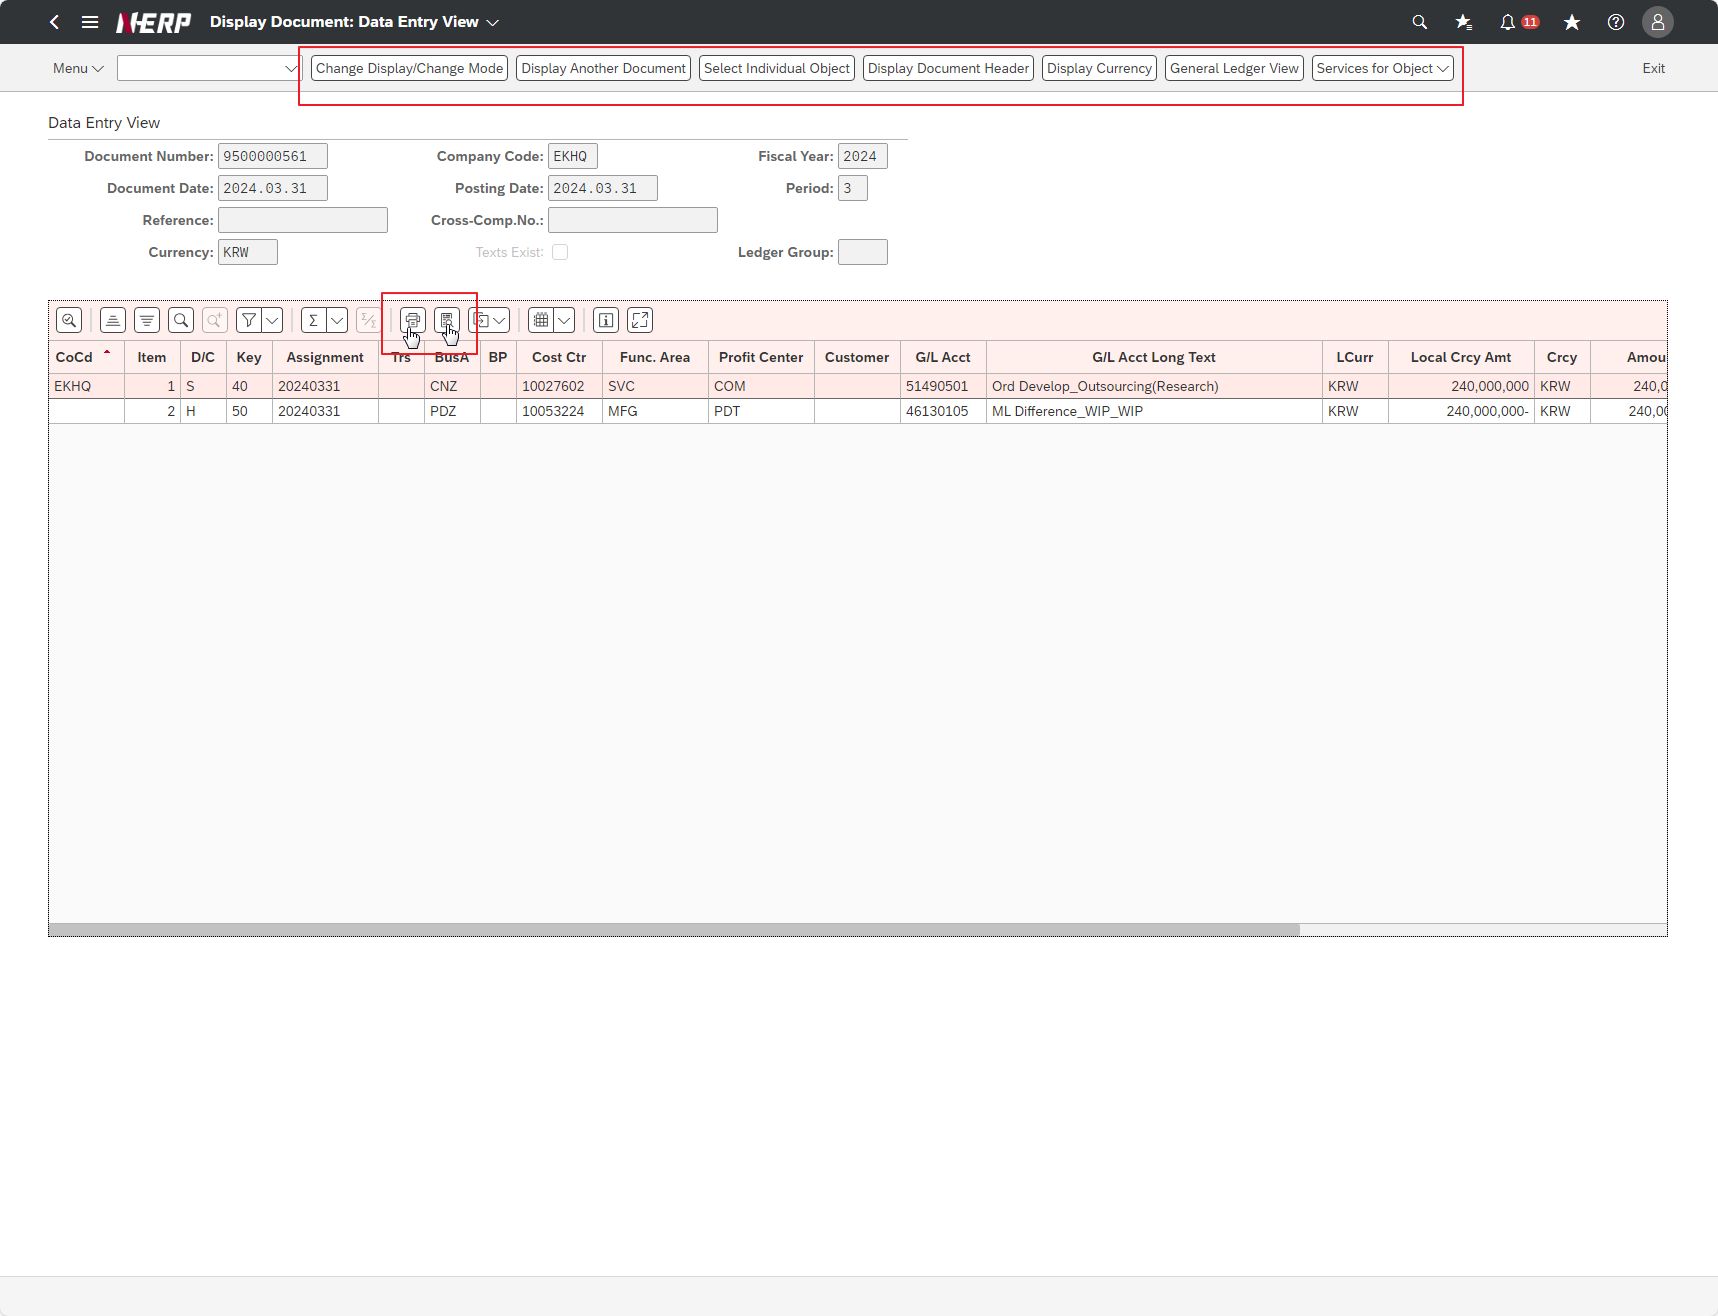 NERP Display Document: Data Entry View 11
Menu Change Display/Change Mode Display Another Document Select Individual Object Display Document Header Display Currency General Ledger View Services for Object Exit
Data Entry View
Document Number: 9500000561 Company Code: EKHQ Fiscal Year: 2024
Document Date: 2024.03.31 Posting Date: 2024.03.31 Period: 3
Reference: Cross-Comp.No.:
Currency: KRW Texts Exist: Ledger Group:
CoCd Item D/C Key Assignment Trs BusA BP Cost Ctr Func. Area Profit Center Customer G/L Acct G/L Acct Long Text LCurr Local Crcy Amt Crcy Amou
EKHQ 1 S 40 20240331 CNZ 10027602 SVC COM 51490501 Ord Develop_Outsourcing(Research) KRW 240,000,000 KRW 240,0
2 H 50 20240331 PDZ 10053224 MFG PDT 46130105 ML Difference_WIP_WIP KRW 240,000,000- KRW 240,00